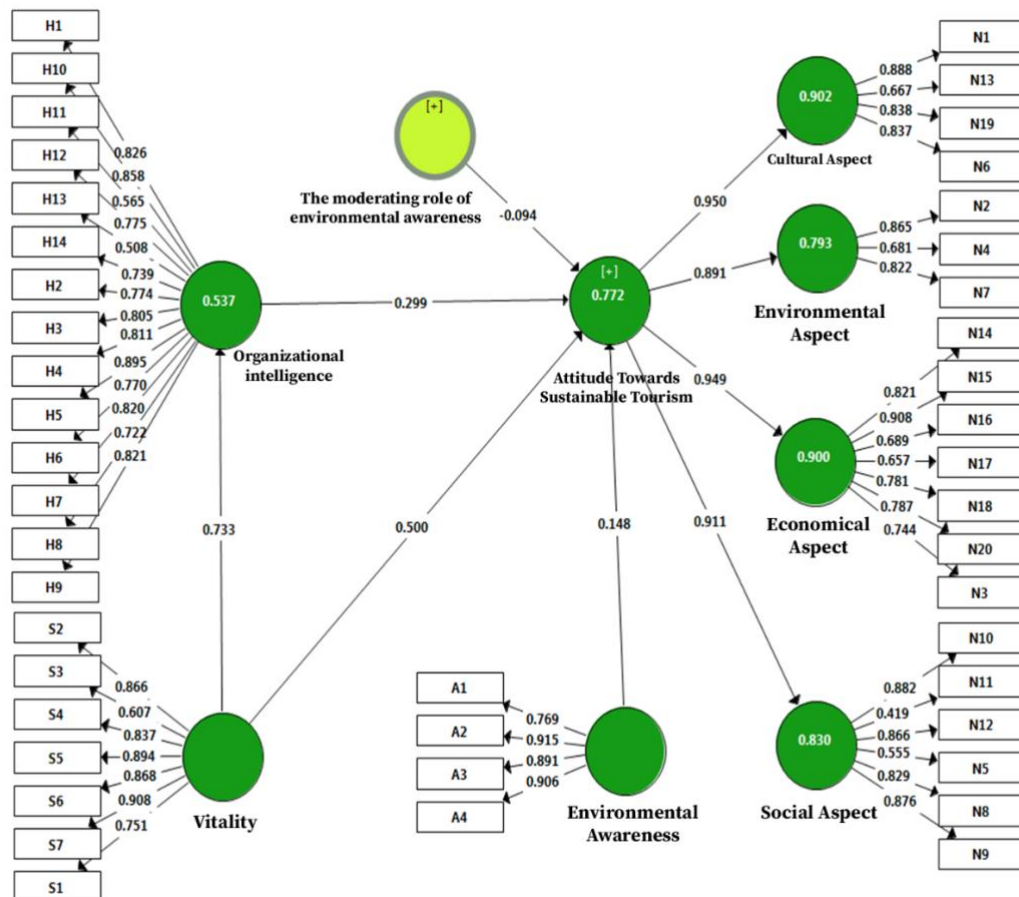 H1
H10
H11
H12
H13
H14
H2
H3
H4
H5
H6
H7
H8
H9
0.826
0.858
0.565
0.775
0.508
0.739
0.774
0.805
0.811
0.895
0.770
0.820
0.722
0.821
0.537
Organizational
intelligence
[+]
The moderating role of
environmental awareness
-0.094
0.299
[+]
0.772
Attitude Towards
Sustainable Tourism
0.733
0.500
0.148
0.950
0.891
0.949
0.911
0.902
Cultural Aspect
0.888
0.667
0.838
0.837
N1
N13
N19
N6
0.793
Environmental
Aspect
0.865
0.681
0.822
N2
N4
N7
0.900
Economical
Aspect
0.821
0.908
0.689
0.657
0.781
0.787
0.744
N14
N15
N16
N17
N18
N20
N3
0.830
Social Aspect
0.882
0.419
0.866
0.555
0.829
0.876
N10
N11
N12
N5
N8
N9
S2
S3
S4
S5
S6
S7
S1
0.866
0.607
0.837
0.894
0.868
0.908
0.751
Vitality
A1
A2
A3
A4
0.769
0.915
0.891
0.906
Environmental
Awareness